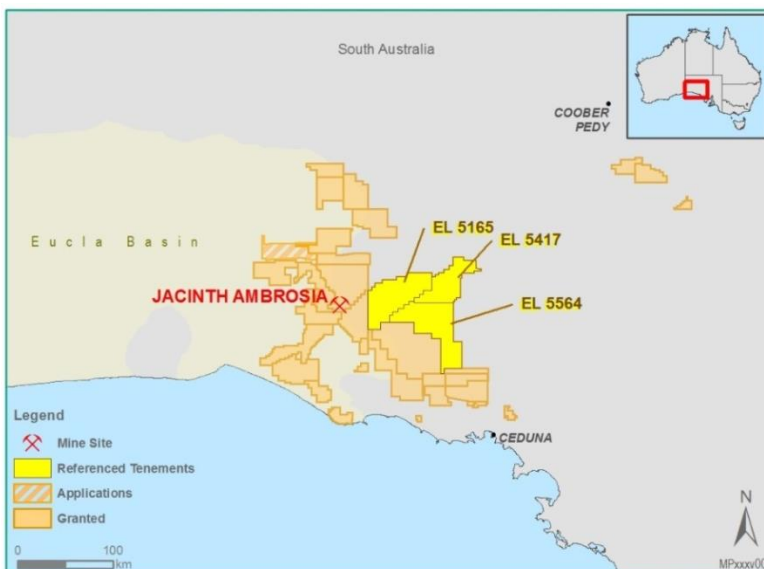 South Australia
COOBER
PEDY
EL 5165
EL 5417
Eucla Basin
JACINTH AMBROSIA
EL 5564
Legend
Mine Site
Referenced Tenements
Applications
Granted
CEDUNA
0 100
km
N
MPxxxv00